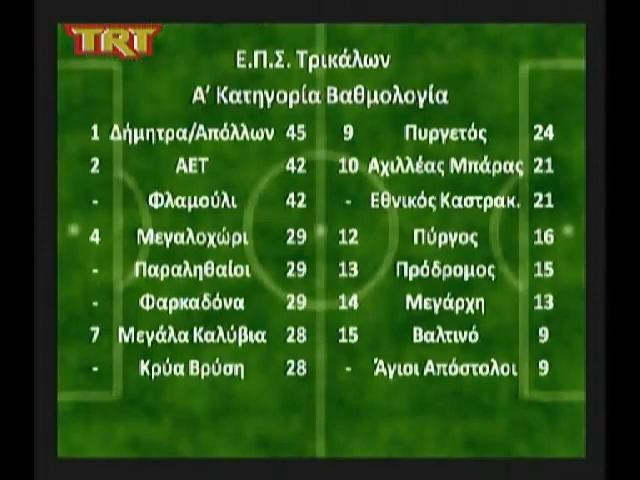 TRT
Ε.Π.Σ. Τρικάλων
Α' Κατηγορία Βαθμολογία
1 Δήμητρα/Απόλλων 45 9 Πυργετός 24
2 ΑΕΤ 42 10 Αχιλλέας Μπάρας 21
- Φλαμούλι 42 - Εθνικός Καστρακ. 21
4 Μεγαλοχώρι 29 12 Πύργος 16
- Παραληθαίοι 29 13 Πρόδρομος 15
- Φαρκαδόνα 29 14 Μεγάρχη 13
7 Μεγάλα Καλύβια 28 15 Βαλτινό 9
- Κρύα Βρύση 28 - Άγιοι Απόστολοι 9